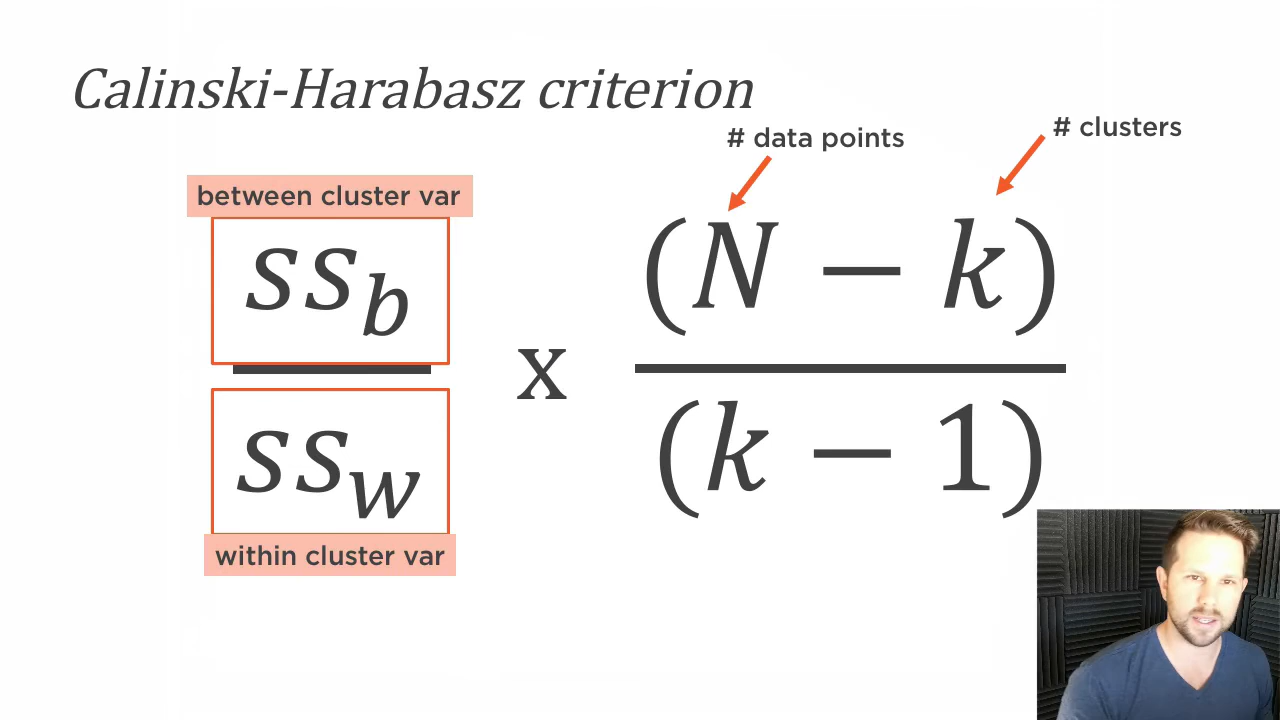 Calinski-Harabasz criterion
# data points
# clusters
between cluster var
SS_b
SS_w
within cluster var
x
(N − k)
(k − 1)